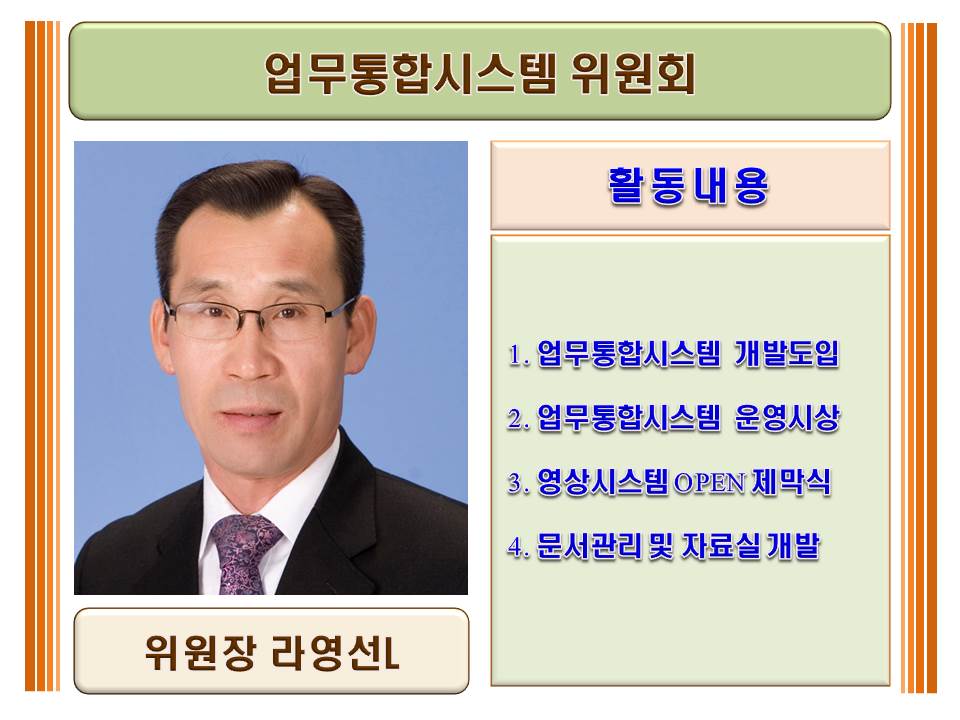 업무통합시스템 위원회
활동내용
1. 업무통합시스템 개발도입
2. 업무통합시스템 운영시상
3. 영상시스템 OPEN 제막식
4. 문서관리 및 자료실 개발
위원장 라영선L